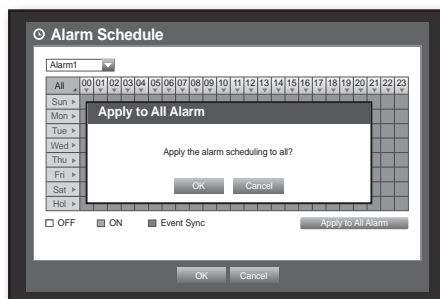 Alarm Schedule
Alarm1
All 00 01 02 03 04 05 06 07 08 09 10 11 12 13 14 15 16 17 18 19 20 21 22 23
Sun
Mon
Apply to All Alarm
Tue
Wed
Apply the alarm scheduling to all?
Thu
Fri
Sat
OK Cancel
Hol
OFF ON Event Sync Apply to All Alarm
OK Cancel